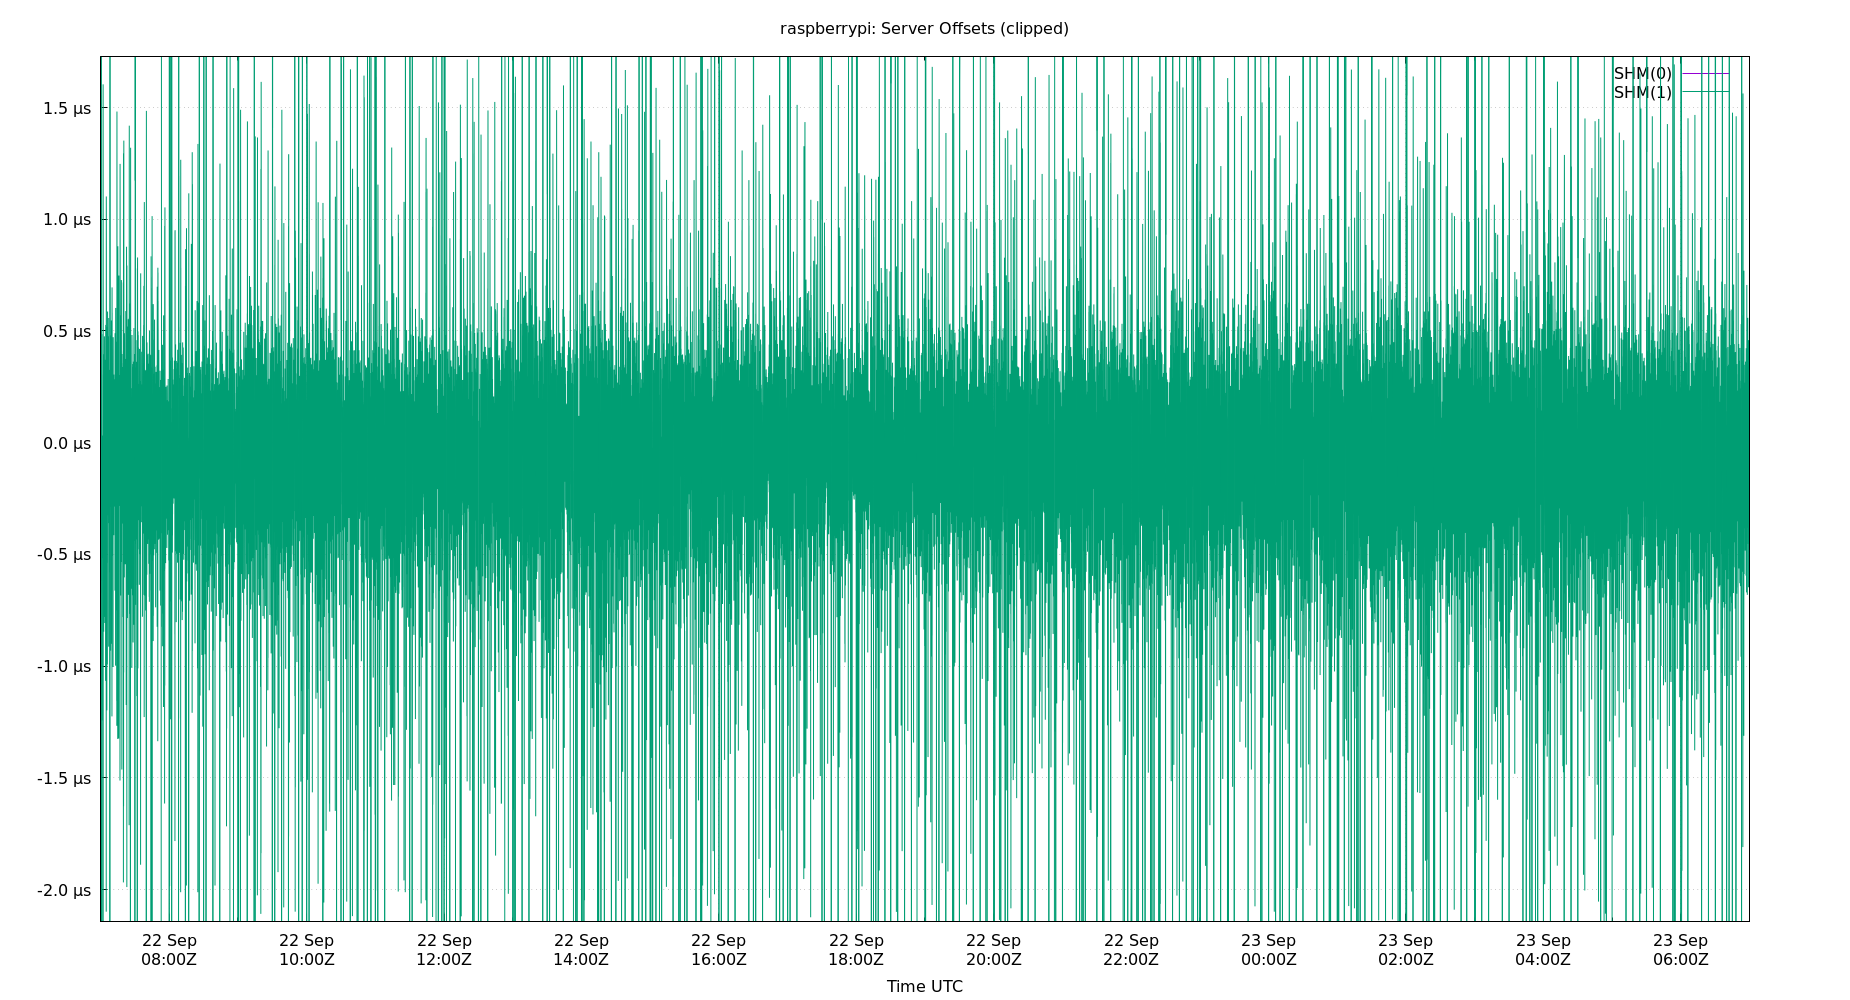 raspberrypi: Server Offsets (clipped)
SHM(0)
SHM(1)
1.5 µs
1.0 µs
0.5 µs
0.0 µs
-0.5 µs
-1.0 µs
-1.5 µs
-2.0 µs
22 Sep 22 Sep 22 Sep 22 Sep 22 Sep 22 Sep 22 Sep 22 Sep 23 Sep 23 Sep 23 Sep 23 Sep
08:00Z 10:00Z 12:00Z 14:00Z 16:00Z 18:00Z 20:00Z 22:00Z 00:00Z 02:00Z 04:00Z 06:00Z
Time UTC